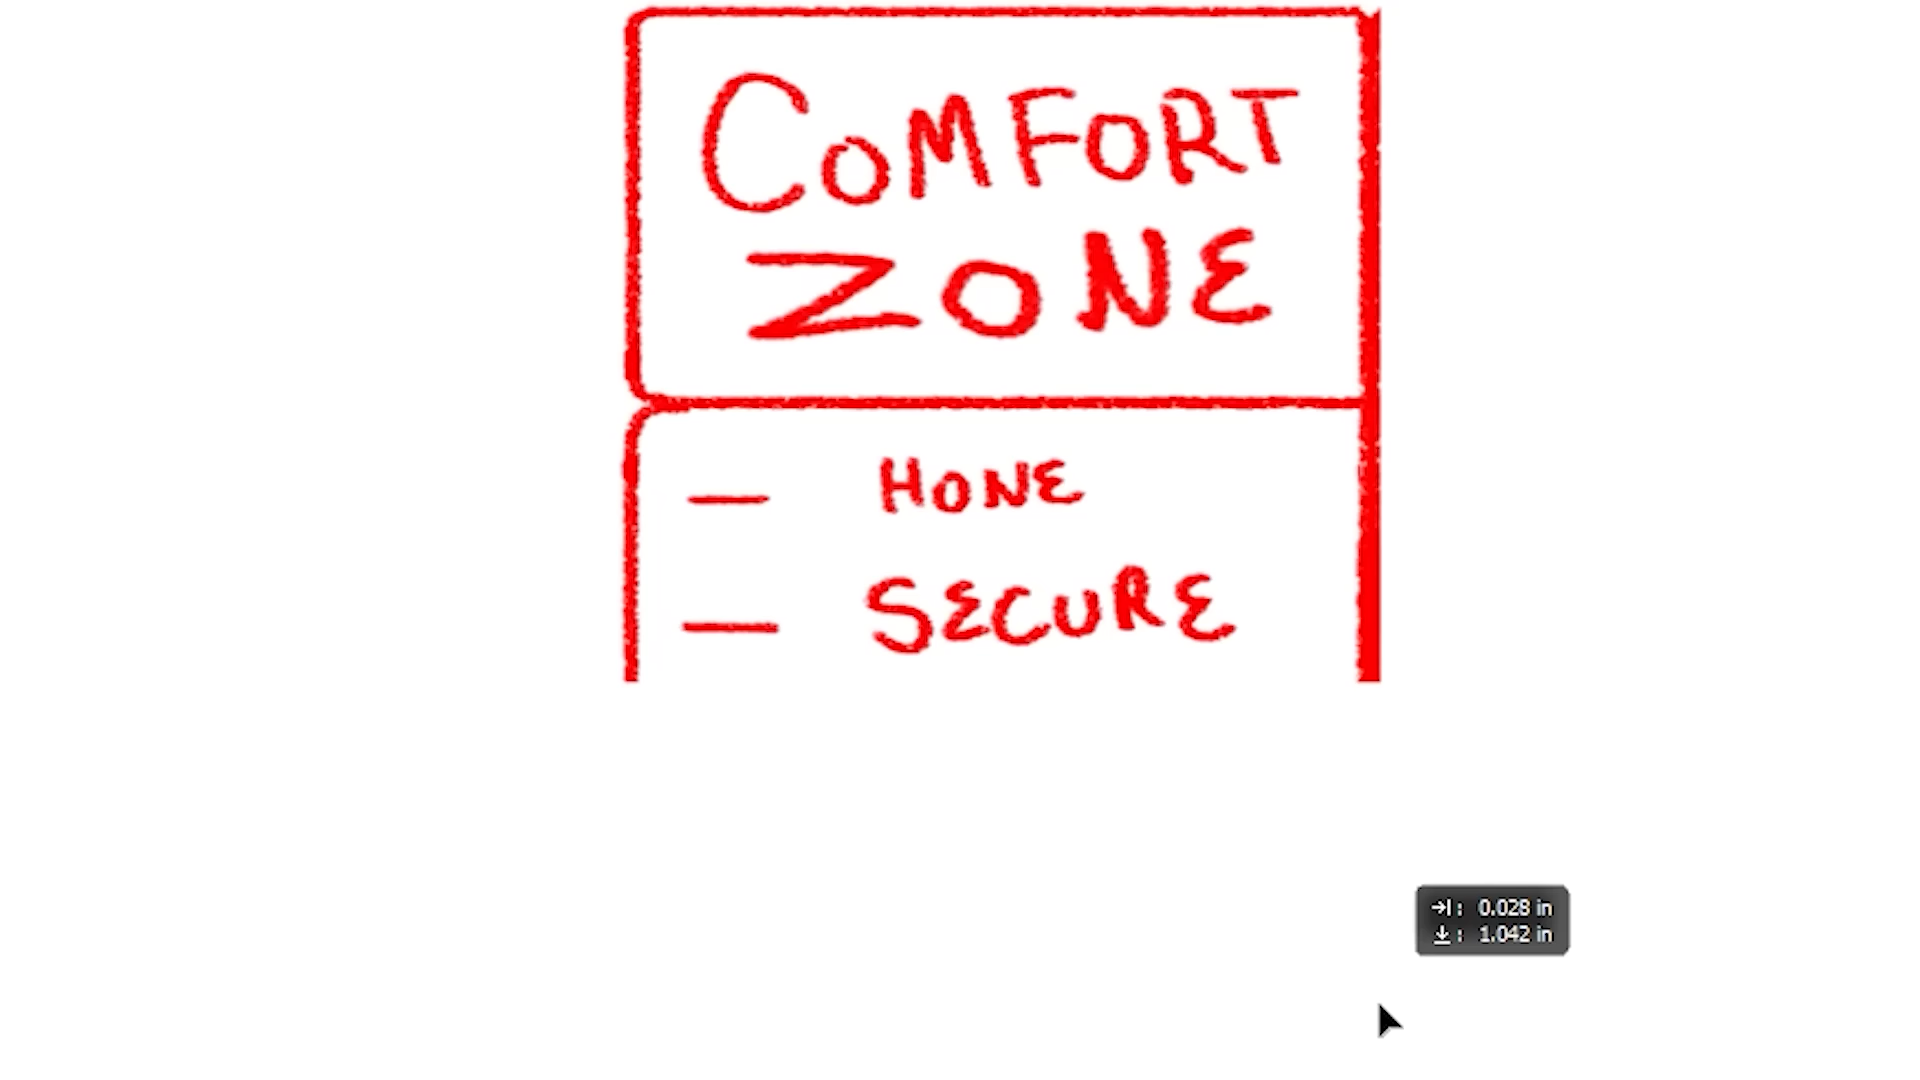 COMFORT
ZONE
— HONE
— SECURE
→|: 0.028 in
↓: 1.042 in